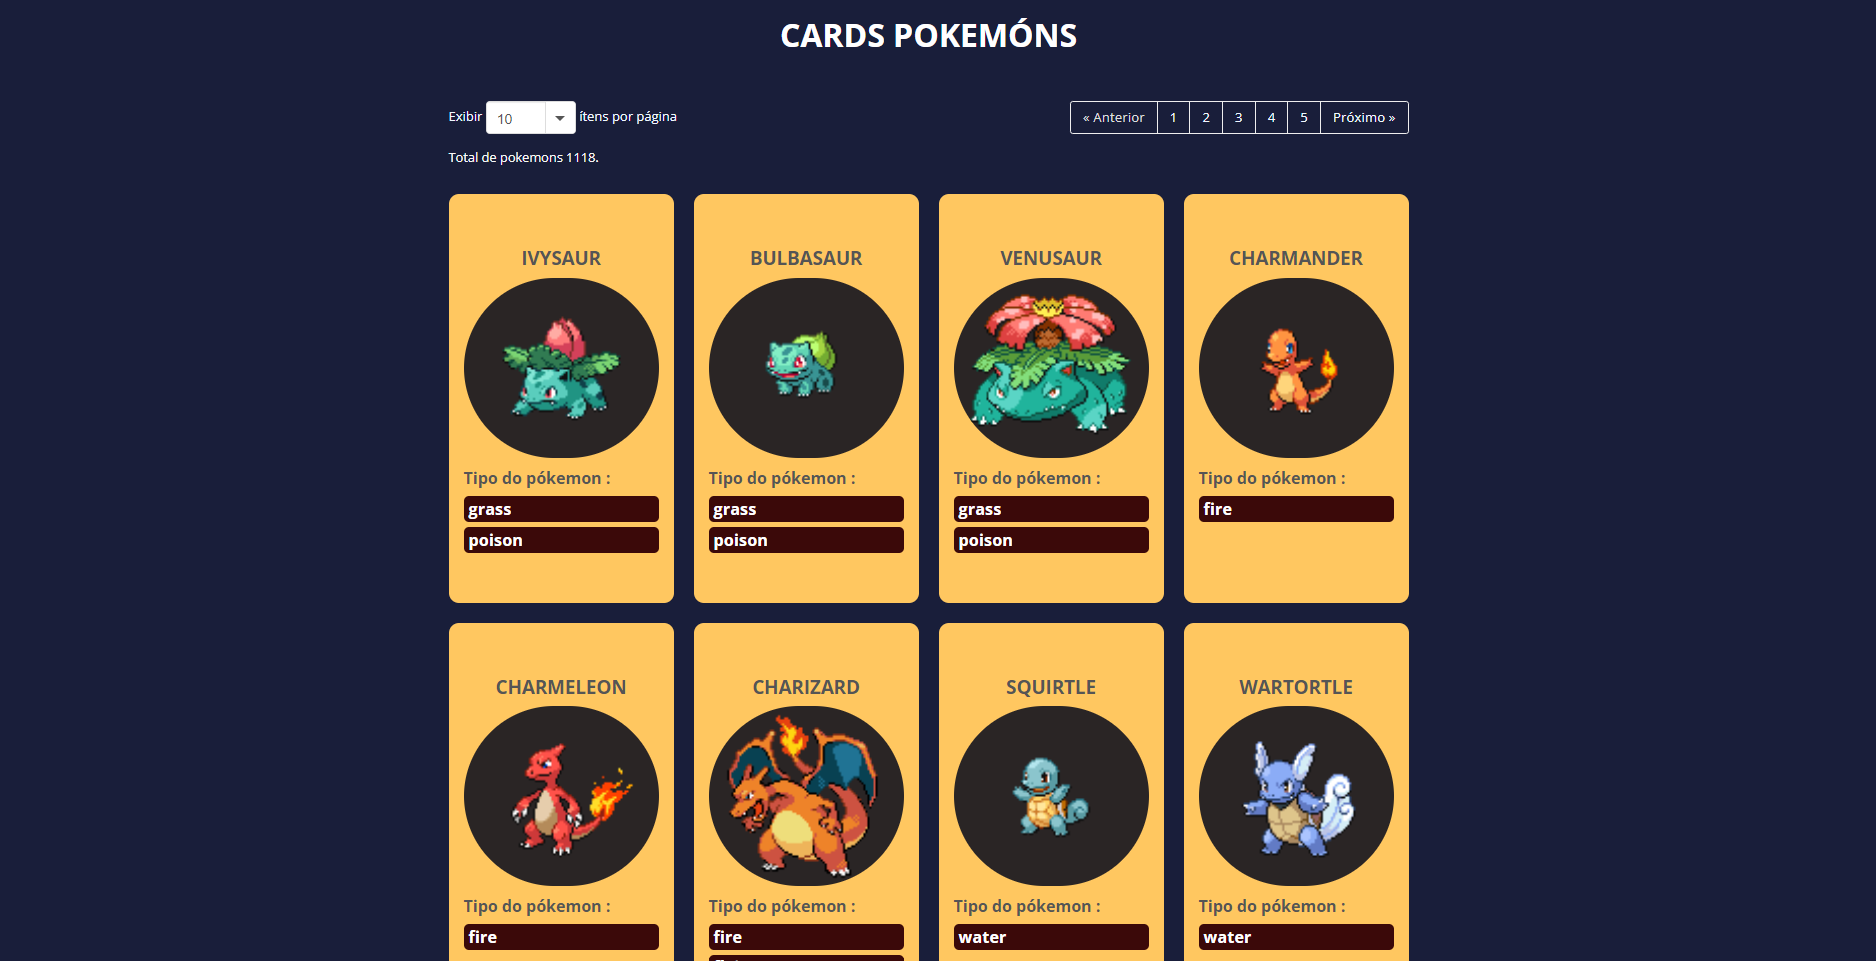 CARDS POKEMÓNS
Exibir 10 ítens por página
« Anterior 1 2 3 4 5 Próximo »
Total de pokemons 1118.
IVYSAUR
Tipo do pókemon :
grass
poison
BULBASAUR
Tipo do pókemon :
grass
poison
VENUSAUR
Tipo do pókemon :
grass
poison
CHARMANDER
Tipo do pókemon :
fire
CHARMELEON
Tipo do pókemon :
fire
CHARIZARD
Tipo do pókemon :
fire
SQUIRTLE
Tipo do pókemon :
water
WARTORTLE
Tipo do pókemon :
water